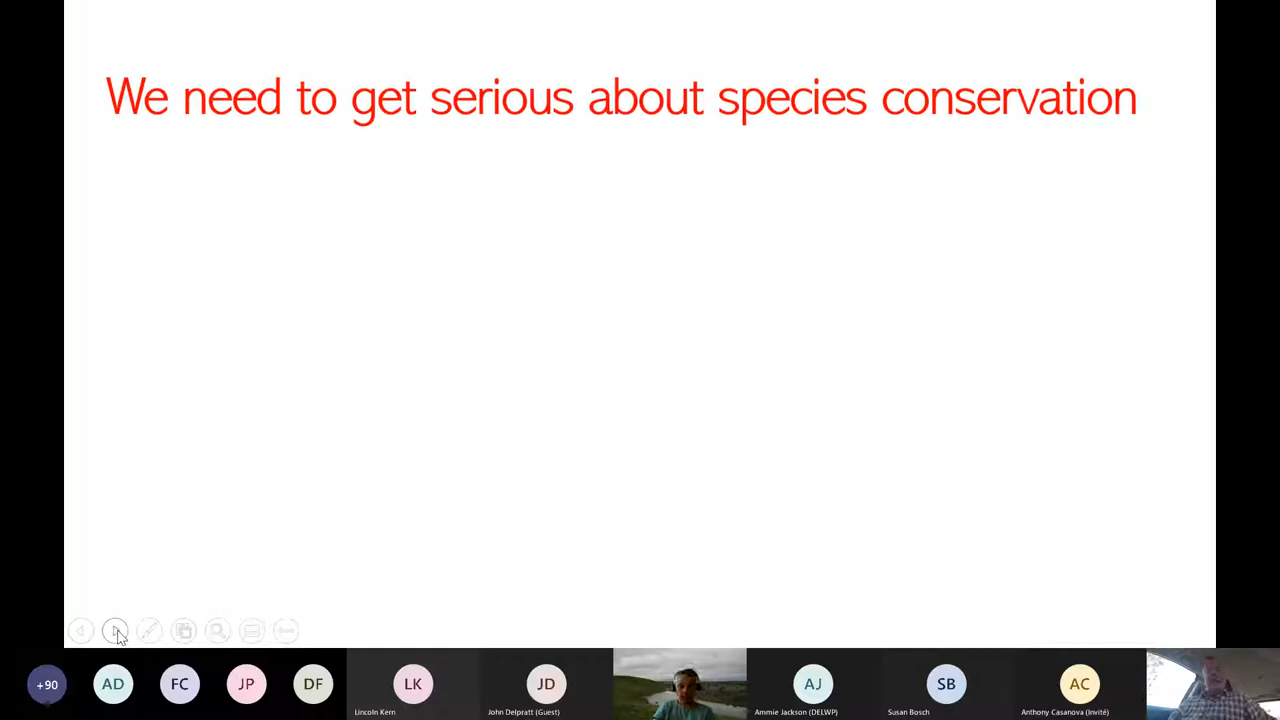 We need to get serious about species conservation
+90
AD
FC
JP
DF
LK
Lincoln Kern
JD
John Delpratt (Guest)
AJ
Ammie Jackson (DELWP)
SB
Susan Bosch
AC
Anthony Casanova (Invité)